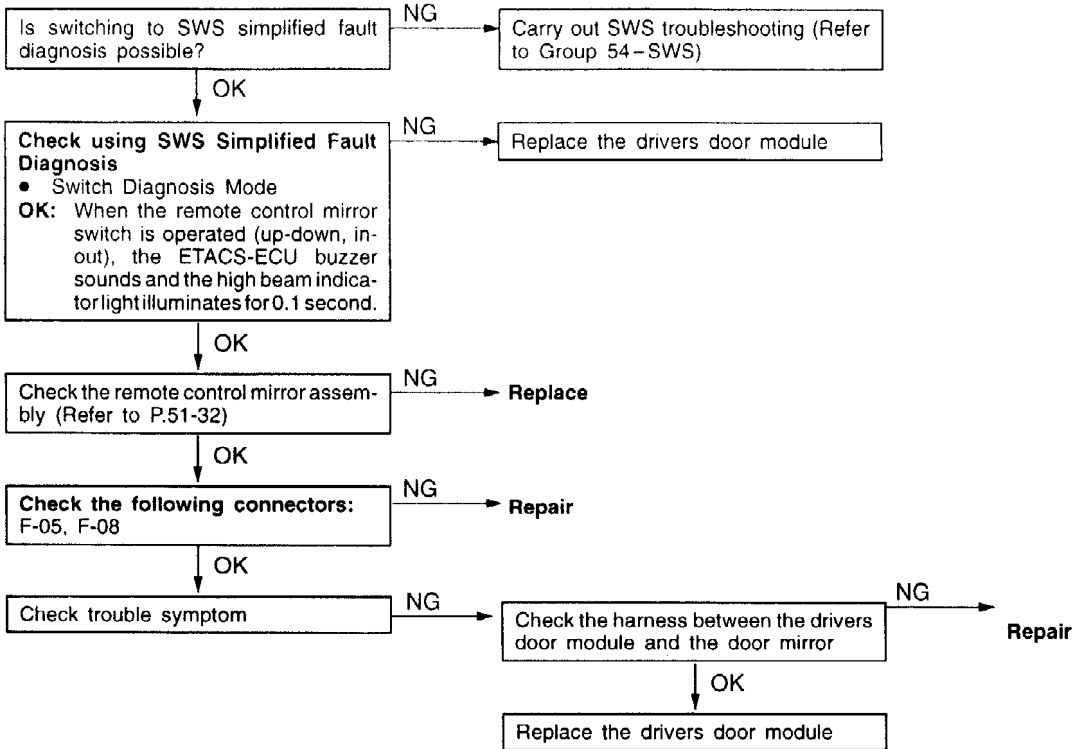 Is switching to SWS simplified fault
diagnosis possible?
NG
Carry out SWS troubleshooting (Refer
to Group 54–SWS)
OK
Check using SWS Simplified Fault
Diagnosis
● Switch Diagnosis Mode
OK: When the remote control mirror
switch is operated (up-down, in-
out), the ETACS-ECU buzzer
sounds and the high beam indica-
tor light illuminates for 0.1 second.
NG
Replace the drivers door module
OK
Check the remote control mirror assem-
bly (Refer to P.51-32)
NG
Replace
OK
Check the following connectors:
F-05, F-08
NG
Repair
OK
Check trouble symptom
NG
Check the harness between the drivers
door module and the door mirror
NG
Repair
OK
Replace the drivers door module